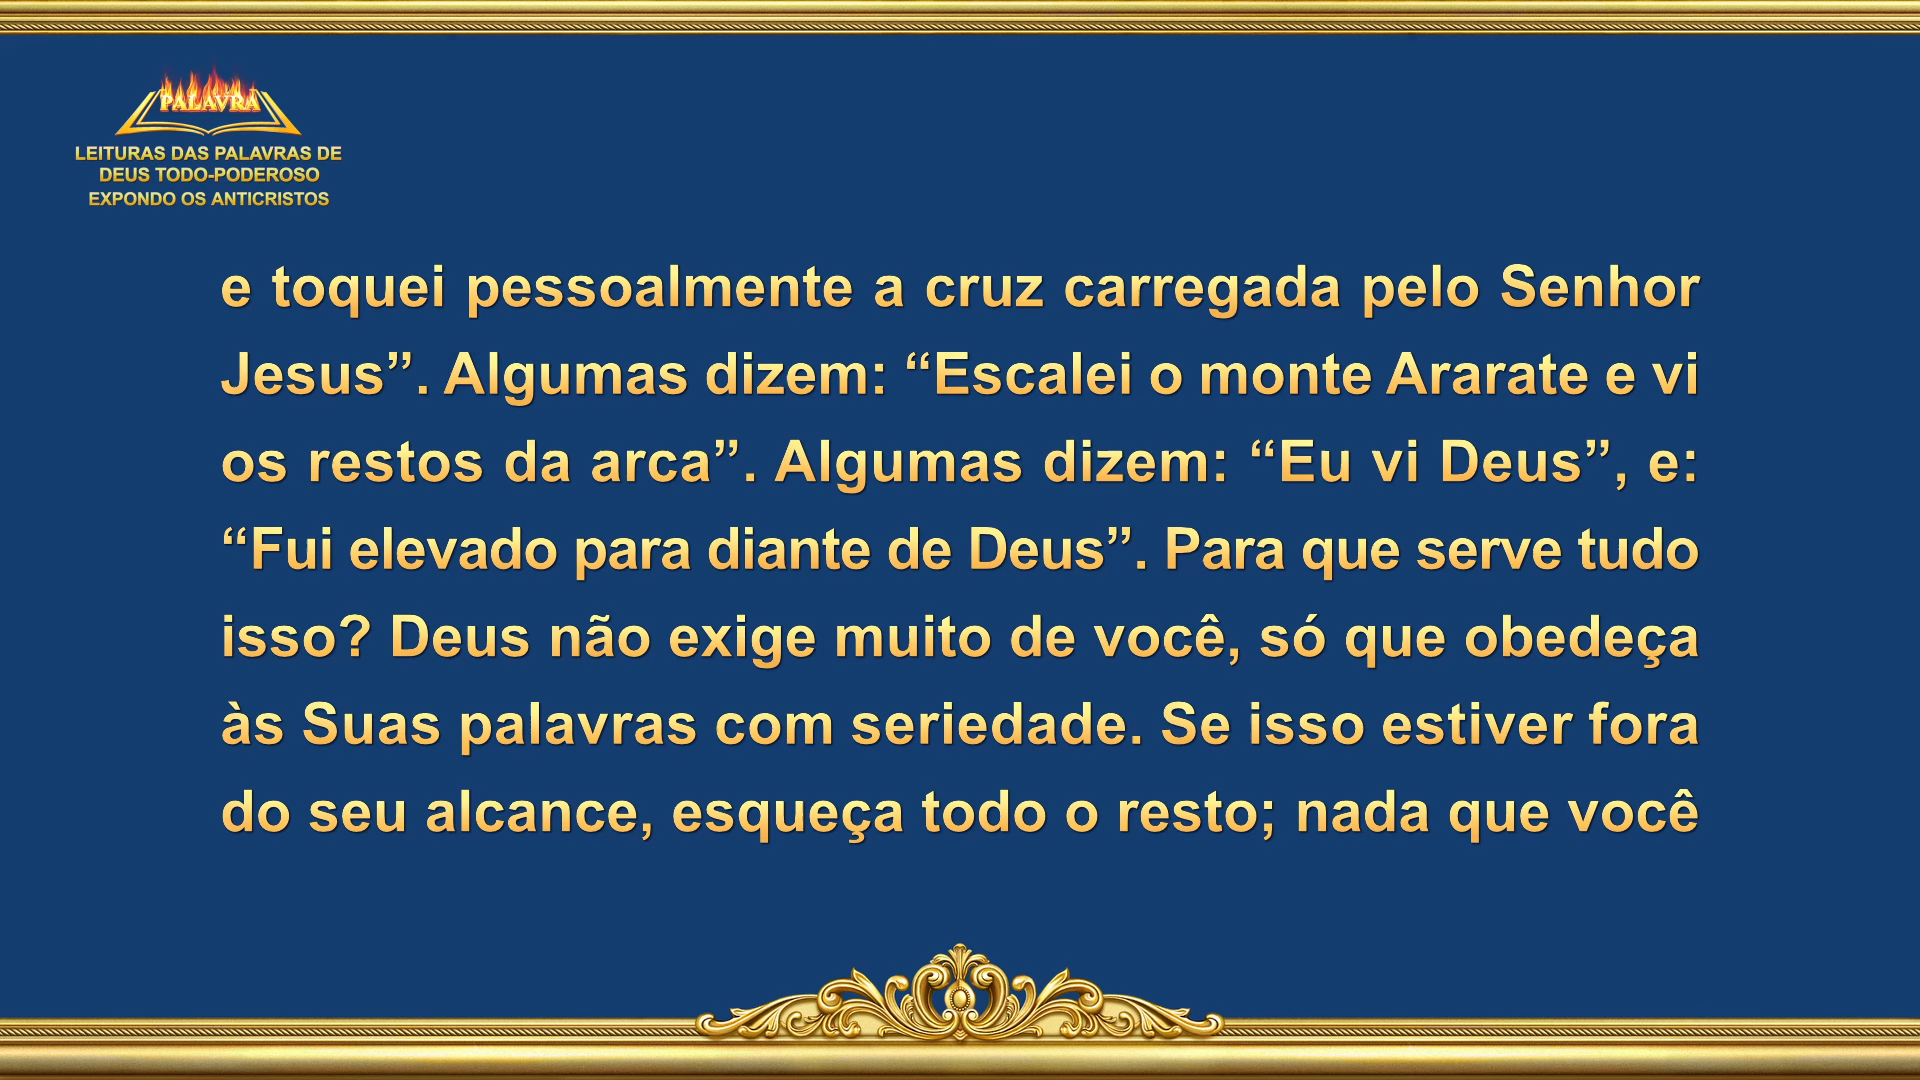 PALAVRA
LEITURAS DAS PALAVRAS DE
DEUS TODO-PODEROSO
EXPONDO OS ANTICRISTOS
e toquei pessoalmente a cruz carregada pelo Senhor
Jesus”. Algumas dizem: “Escalei o monte Ararate e vi
os restos da arca”. Algumas dizem: “Eu vi Deus”, e:
“Fui elevado para diante de Deus”. Para que serve tudo
isso? Deus não exige muito de você, só que obedeça
às Suas palavras com seriedade. Se isso estiver fora
do seu alcance, esqueça todo o resto; nada que você